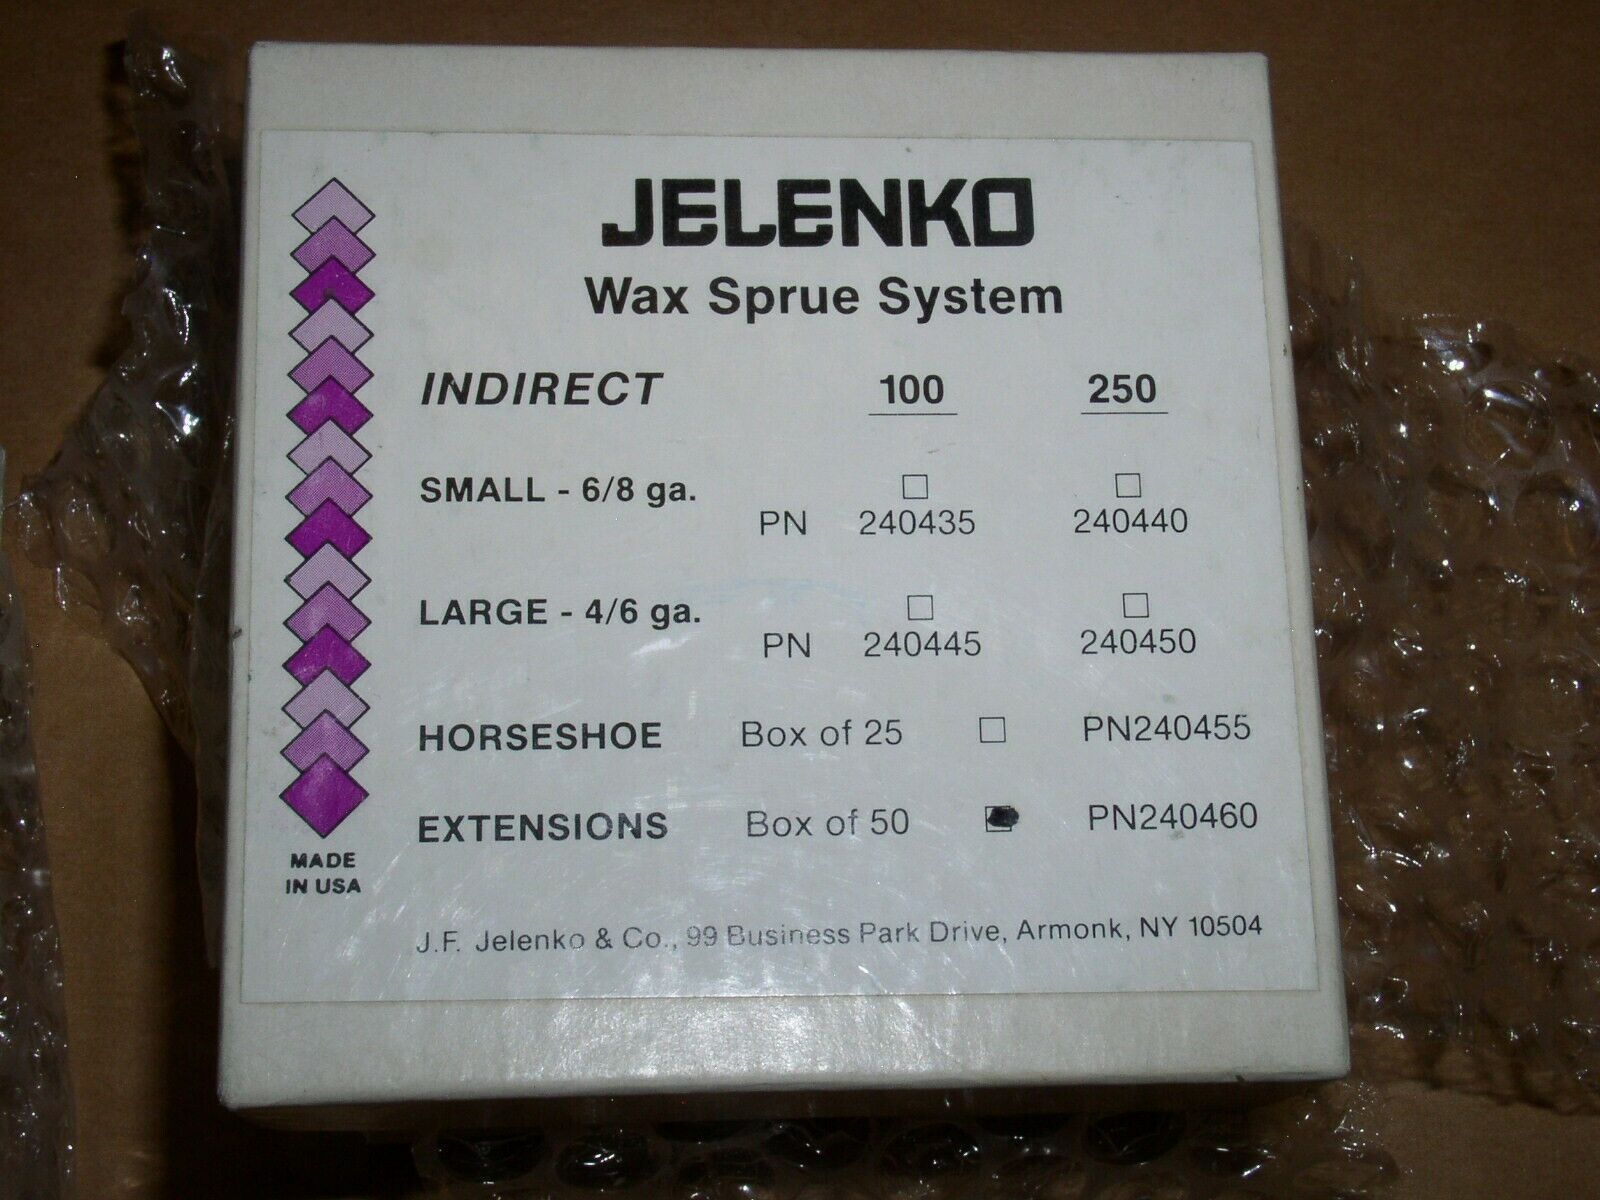 JELENKO
Wax Sprue System
INDIRECT 100 250
SMALL - 6/8 ga.
PN 240435 240440
LARGE - 4/6 ga.
PN 240445 240450
HORSESHOE Box of 25 PN240455
EXTENSIONS Box of 50 PN240460
MADE
IN USA
J.F. Jelenko & Co., 99 Business Park Drive, Armonk, NY 10504